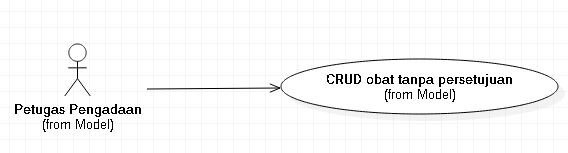 Petugas Pengadaan
(from Model)
CRUD obat tanpa persetujuan
(from Model)